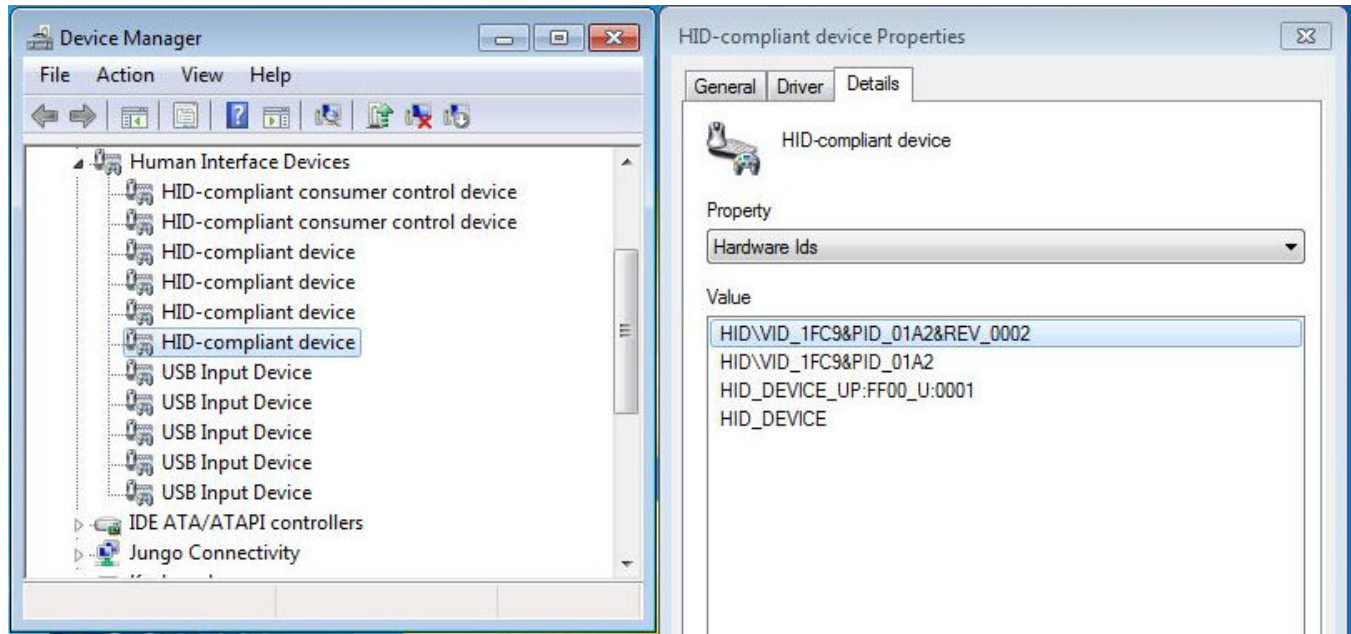 Device Manager
File Action View Help
Human Interface Devices
HID-compliant consumer control device
HID-compliant consumer control device
HID-compliant device
HID-compliant device
HID-compliant device
HID-compliant device
USB Input Device
USB Input Device
USB Input Device
USB Input Device
USB Input Device
IDE ATA/ATAPI controllers
Jungo Connectivity
HID-compliant device Properties
General Driver Details
HID-compliant device
Property
Hardware Ids
Value
HID\VID_1FC9&PID_01A2&REV_0002
HID\VID_1FC9&PID_01A2
HID_DEVICE_UP:FF00_U:0001
HID_DEVICE